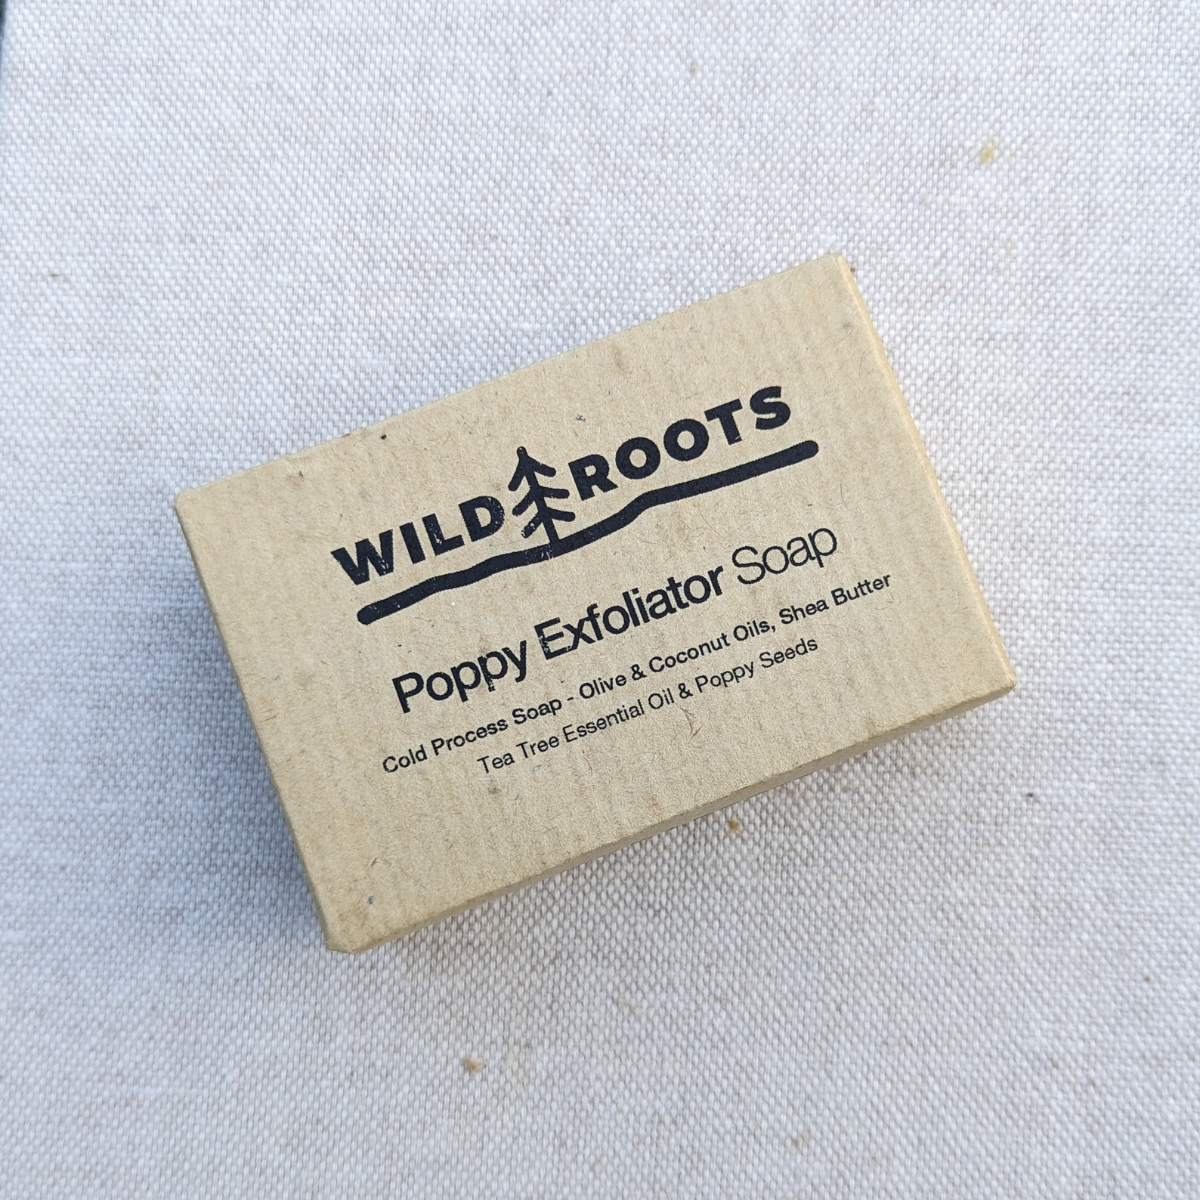 WILD ROOTS
Poppy Exfoliator Soap
Cold Process Soap - Olive & Coconut Oils, Shea Butter
Tea Tree Essential Oil & Poppy Seeds